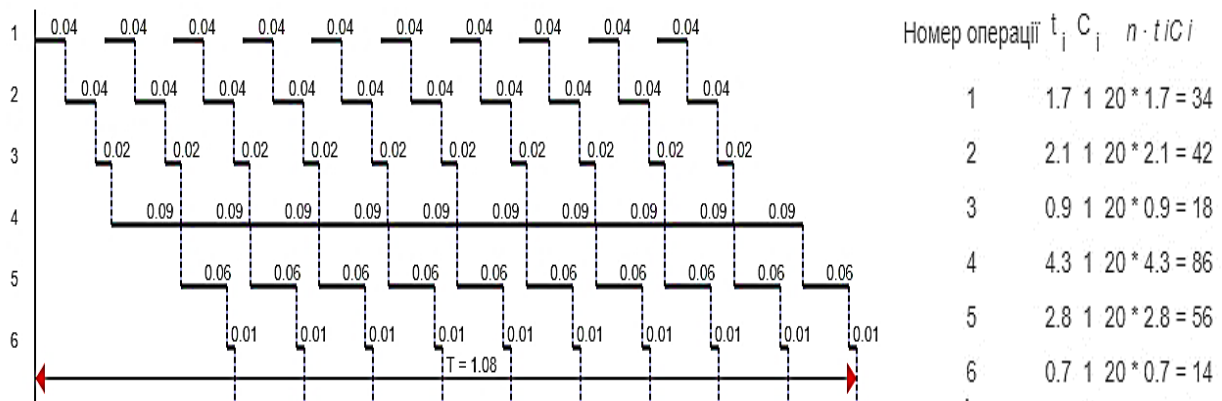 1 0.04 0.04 0.04 0.04 0.04 0.04 0.04 0.04 0.04 0.04
2 0.04 0.04 0.04 0.04 0.04 0.04 0.04 0.04 0.04 0.04
3 0.02 0.02 0.02 0.02 0.02 0.02 0.02 0.02 0.02 0.02
4 0.09 0.09 0.09 0.09 0.09 0.09 0.09 0.09 0.09 0.09
5 0.06 0.06 0.06 0.06 0.06 0.06 0.06 0.06 0.06 0.06
6 0.01 0.01 0.01 0.01 0.01 0.01 0.01 0.01 0.01 0.01
T = 1.08
Номер операції t i C i n · t iC i
1 1.7 1 20 * 1.7 = 34
2 2.1 1 20 * 2.1 = 42
3 0.9 1 20 * 0.9 = 18
4 4.3 1 20 * 4.3 = 86
5 2.8 1 20 * 2.8 = 56
6 0.7 1 20 * 0.7 = 14